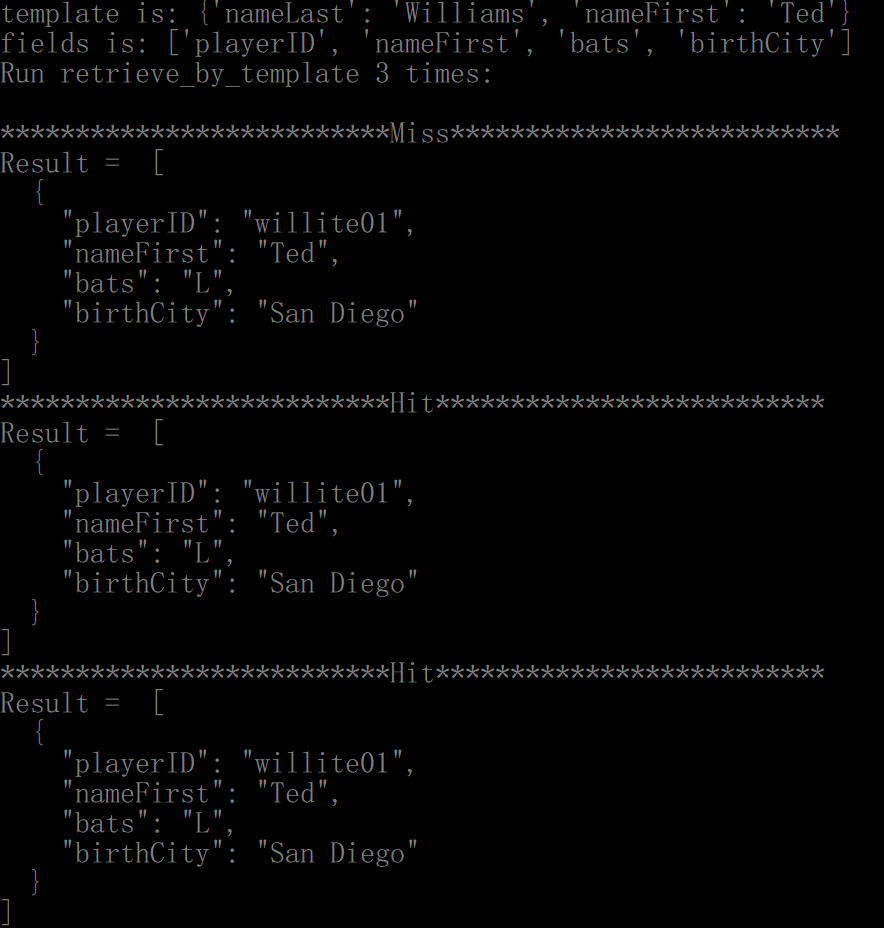 template is: {'nameLast': 'Williams', 'nameFirst': 'Ted'}
fields is: ['playerID', 'nameFirst', 'bats', 'birthCity']
Run retrieve_by_template 3 times:
**************************Miss**************************
Result =  [
  {
    "playerID": "willite01",
    "nameFirst": "Ted",
    "bats": "L",
    "birthCity": "San Diego"
  }
]
**************************Hit**************************
Result =  [
  {
    "playerID": "willite01",
    "nameFirst": "Ted",
    "bats": "L",
    "birthCity": "San Diego"
  }
]
**************************Hit**************************
Result =  [
  {
    "playerID": "willite01",
    "nameFirst": "Ted",
    "bats": "L",
    "birthCity": "San Diego"
  }
]